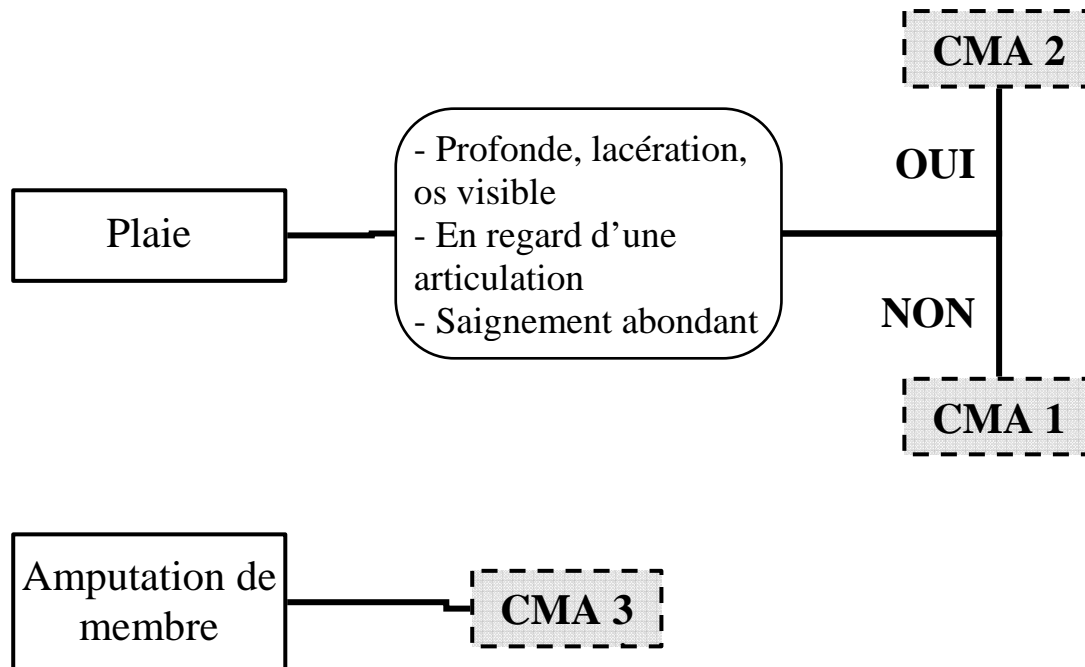 CMA 2
- Profonde, lacération,
os visible
- En regard d’une
articulation
- Saignement abondant
OUI
Plaie
NON
CMA 1
Amputation de
membre
CMA 3